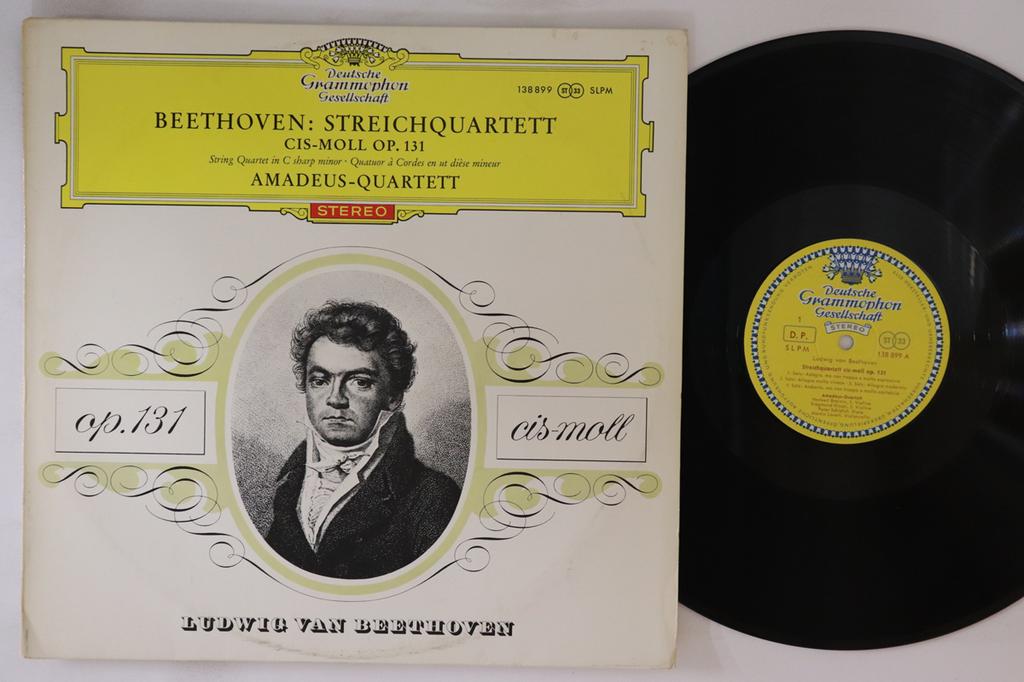 Deutsche
Grammophon
Gesellschaft
138 899 ST 33 SLPM
BEETHOVEN: STREICHQUARTETT
CIS-MOLL OP. 131
String Quartet in C sharp minor · Quatuor à Cordes en ut dièse mineur
AMADEUS-QUARTETT
STEREO
op. 131
cis-moll
LUDWIG VAN BEETHOVEN
Deutsche
Grammophon
Gesellschaft
STEREO
1
D. P.
SLPM
ST 33
138 899 A
Ludwig van Beethoven
Streichquartett cis-moll op. 131
Amadeus-Quartett